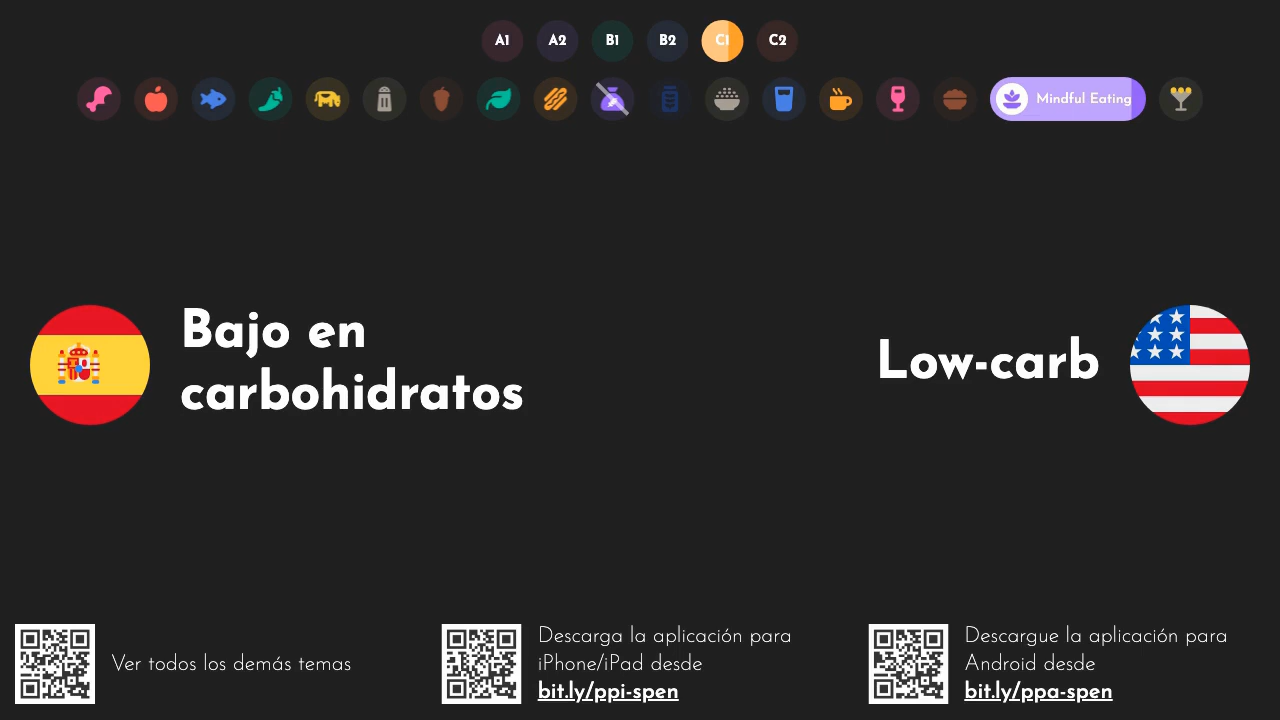 A1 A2 B1 B2 C1 C2
Mindful Eating
Bajo en
carbohidratos
Low-carb
Ver todos los demás temas
Descarga la aplicación para
iPhone/iPad desde
bit.ly/ppi-spen
Descargue la aplicación para
Android desde
bit.ly/ppa-spen